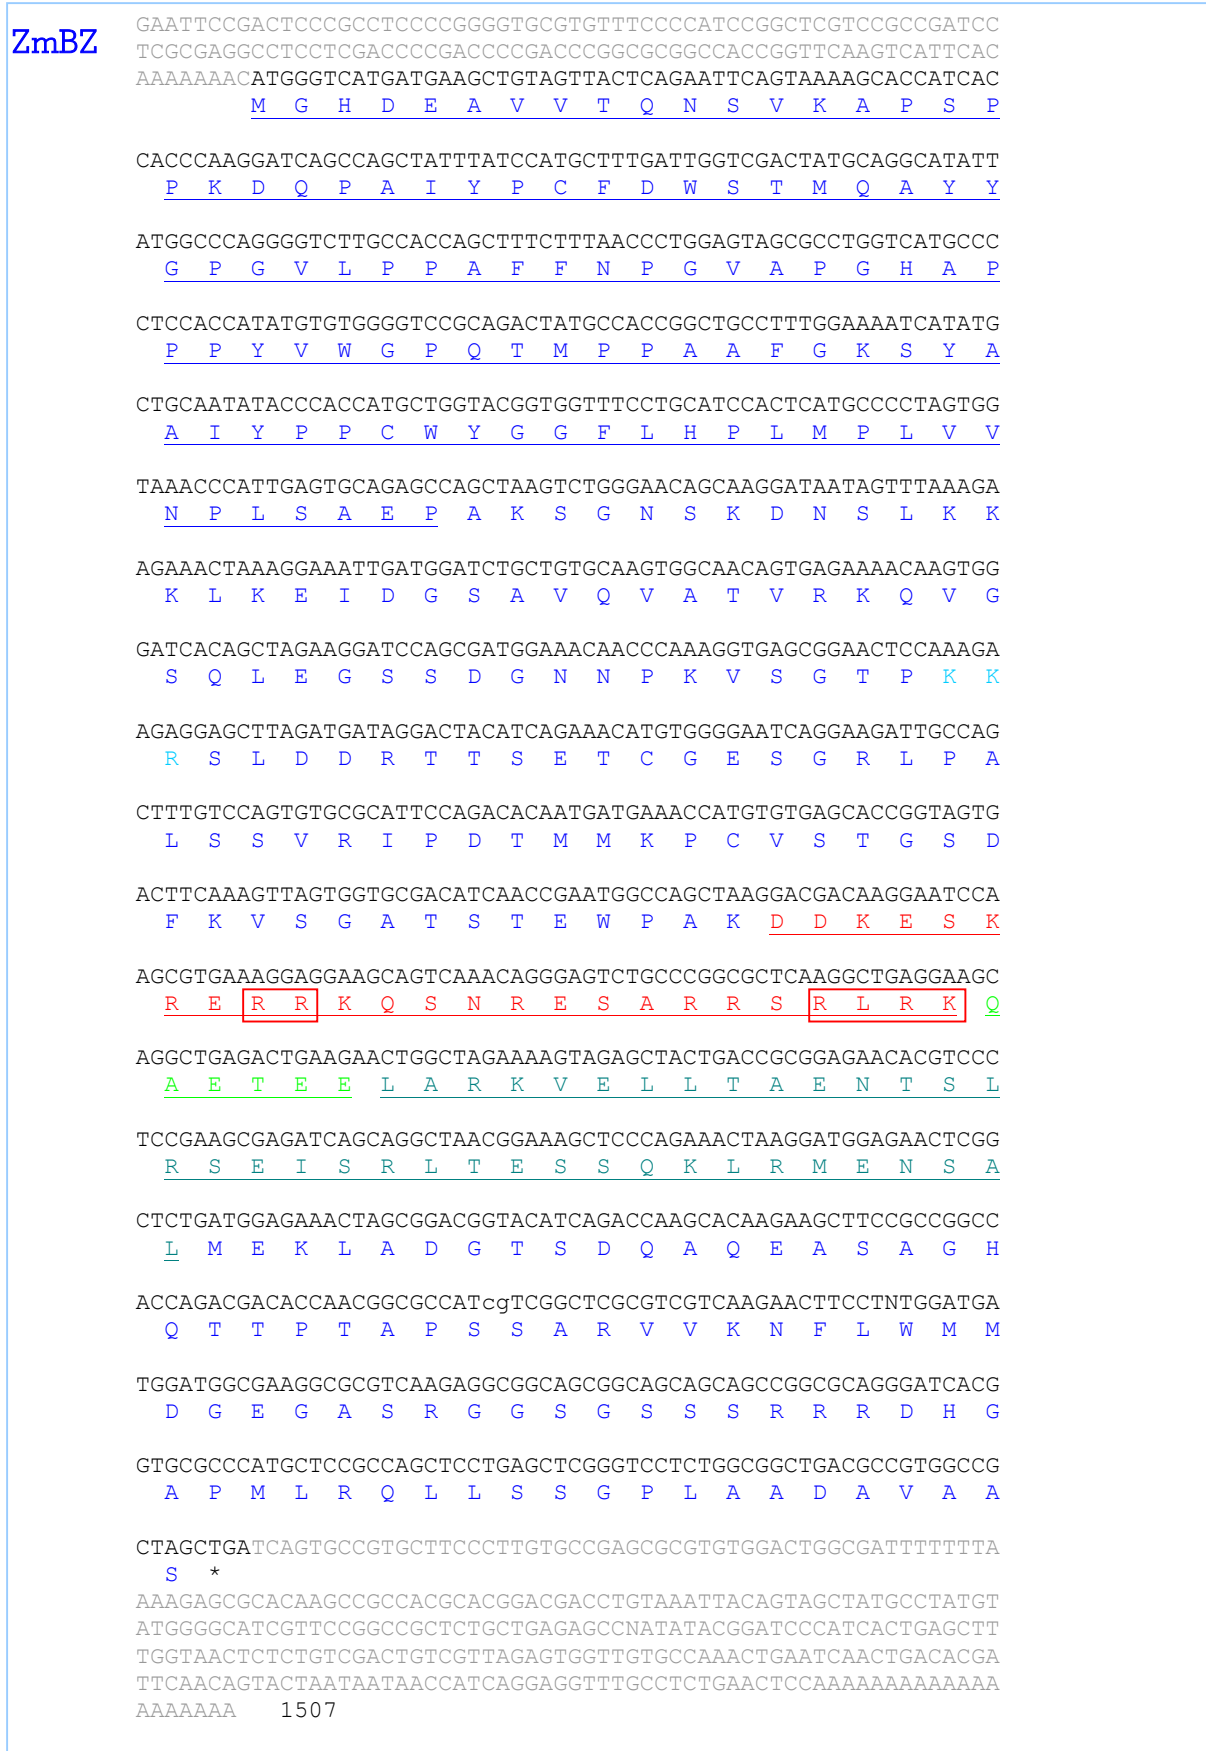 ZmBZ
GAATTCCGACTCCCGCCTCCCCGGGGTGCGTGTTTCCCCATCCGGCTCGTCCGCCGATCC
TCGCGAGGCCTCCTCGACCCCGACCCCGACCCGGCGCGGCCACCGGTTCAAGTCATTCAC
AAAAAAACATGGGTCATGATGAAGCTGTAGTTACTCAGAATTCAGTAAAAGCACCATCAC
M G H D E A V V T Q N S V K A P S P
CACCCAAGGATCAGCCAGCTATTTATCCATGCTTTGATTGGTCGACTATGCAGGCATATT
P K D Q P A I Y P C F D W S T M Q A Y Y
ATGGCCCAGGGGTCTTGCCACCAGCTTTCTTTAACCCTGGAGTAGCGCCTGGTCATGCCC
G P G V L P P A F F N P G V A P G H A P
CTCCACCATATGTGTGGGGTCCGCAGACTATGCCACCGGCTGCCTTTGGAAAATCATATG
P P Y V W G P Q T M P P A A F G K S Y A
CTGCAATATACCCACCATGCTGGTACGGTGGTTTCCTGCATCCACTCATGCCCCTAGTGG
A I Y P P C W Y G G F L H P L M P L V V
TAAACCCATTGAGTGCAGAGCCAGCTAAGTCTGGGAACAGCAAGGATAATAGTTTAAAGA
N P L S A E P A K S G N S K D N S L K K
AGAAACTAAAGGAAATTGATGGATCTGCTGTGCAAGTGGCAACAGTGAGAAAACAAGTGG
K L K E I D G S A V Q V A T V R K Q V G
GATCACAGCTAGAAGGATCCAGCGATGGAAACAACCCAAAGGTGAGCGGAACTCCAAAGA
S Q L E G S S D G N N P K V S G T P K K
AGAGGAGCTTAGATGATAGGACTACATCAGAAACATGTGGGGAATCAGGAAGATTGCCAG
R S L D D R T T S E T C G E S G R L P A
CTTTGTCCAGTGTGCGCATTCCAGACACAATGATGAAACCATGTGTGAGCACCGGTAGTG
L S S V R I P D T M M K P C V S T G S D
ACTTCAAAGTTAGTGGTGCGACATCAACCGAATGGCCAGCTAAGGACGACAAGGAATCCA
F K V S G A T S T E W P A K D D K E S K
AGCGTGAAAGGAGGAAGCAGTCAAACAGGGAGTCTGCCCGGCGCTCAAGGCTGAGGAAGC
R E R R K Q S N R E S A R R S R L R K Q
AGGCTGAGACTGAAGAACTGGCTAGAAAAGTAGAGCTACTGACCGCGGAGAACACGTCCC
A E T E E L A R K V E L L T A E N T S L
TCCGAAGCGAGATCAGCAGGCTAACGGAAAGCTCCCAGAAACTAAGGATGGAGAACTCGG
R S E I S R L T E S S Q K L R M E N S A
CTCTGATGGAGAAACTAGCGGACGGTACATCAGACCAAGCACAAGAAGCTTCCGCCGGCC
L M E K L A D G T S D Q A Q E A S A G H
ACCAGACGACACCAACGGCGCCATcgTCGGCTCGCGTCGTCAAGAACTTCCTNTGGATGA
Q T T P T A P S S A R V V K N F L W M M
TGGATGGCGAAGGCGCGTCAAGAGGCGGCAGCGGCAGCAGCAGCCGGCGCAGGGATCACG
D G E G A S R G G S G S S S R R R D H G
GTGCGCCCATGCTCCGCCAGCTCCTGAGCTCGGGTCCTCTGGCGGCTGACGCCGTGGCCG
A P M L R Q L L S S G P L A A D A V A A
CTAGCTGATCAGTGCCGTGCTTCCCTTGTGCCGAGCGCGTGTGGACTGGCGATTTTTTTA
S *
AAAGAGCGCACAAGCCGCCACGCACGGACGACCTGTAAATTACAGTAGCTATGCCTATGT
ATGGGGCATCGTTCCGGCCGCTCTGCTGAGAGCCNATATACGGATCCCATCACTGAGCTT
TGGTAACTCTCTGTCGACTGTCGTTAGAGTGGTTGTGCCAAACTGAATCAACTGACACGA
TTCAACAGTACTAATAATAACCATCAGGAGGTTTGCCTCTGAACTCCAAAAAAAAAAAAA
AAAAAAA 1507